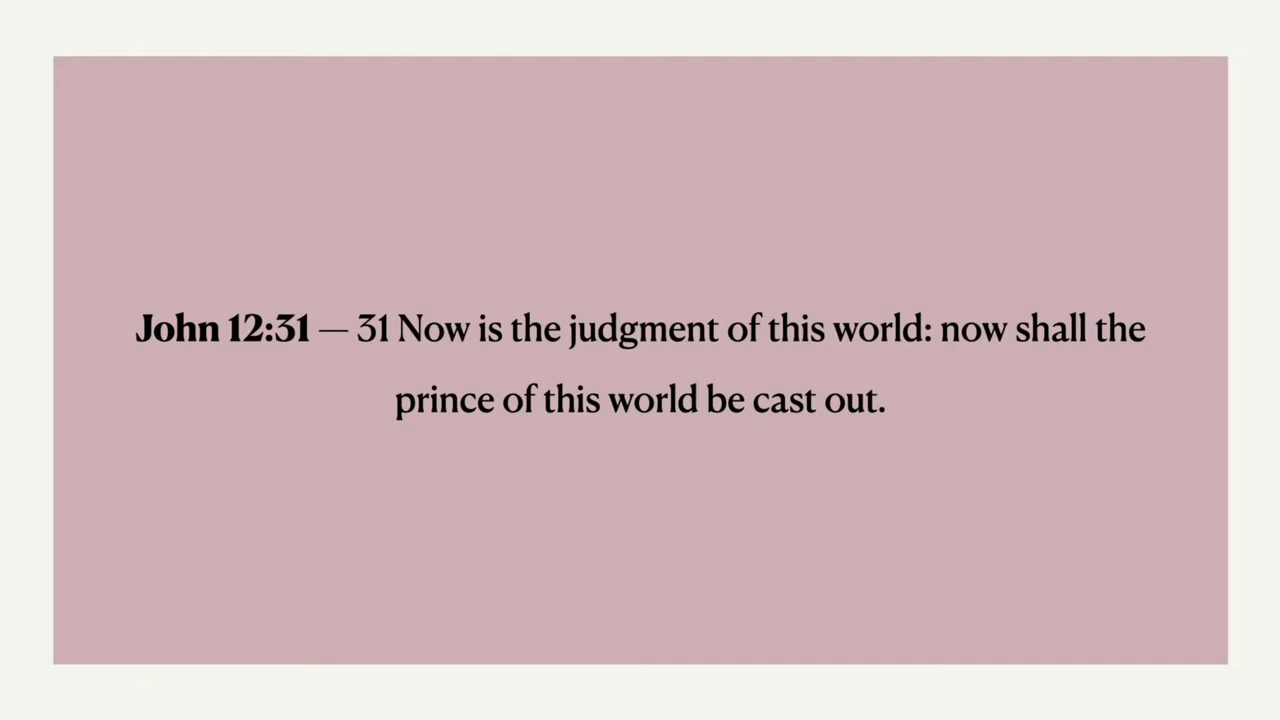 John 12:31 — 31 Now is the judgment of this world: now shall the
prince of this world be cast out.